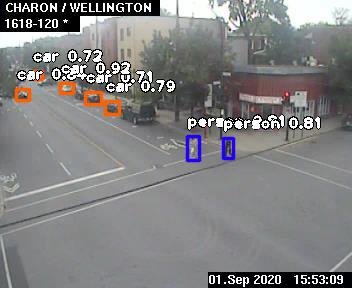 CHARON / WELLINGTON
1618-120 *
car 0.72
car 0.92
car 0.71
car 0.79
person 0.81
01.Sep 2020 15:53:09